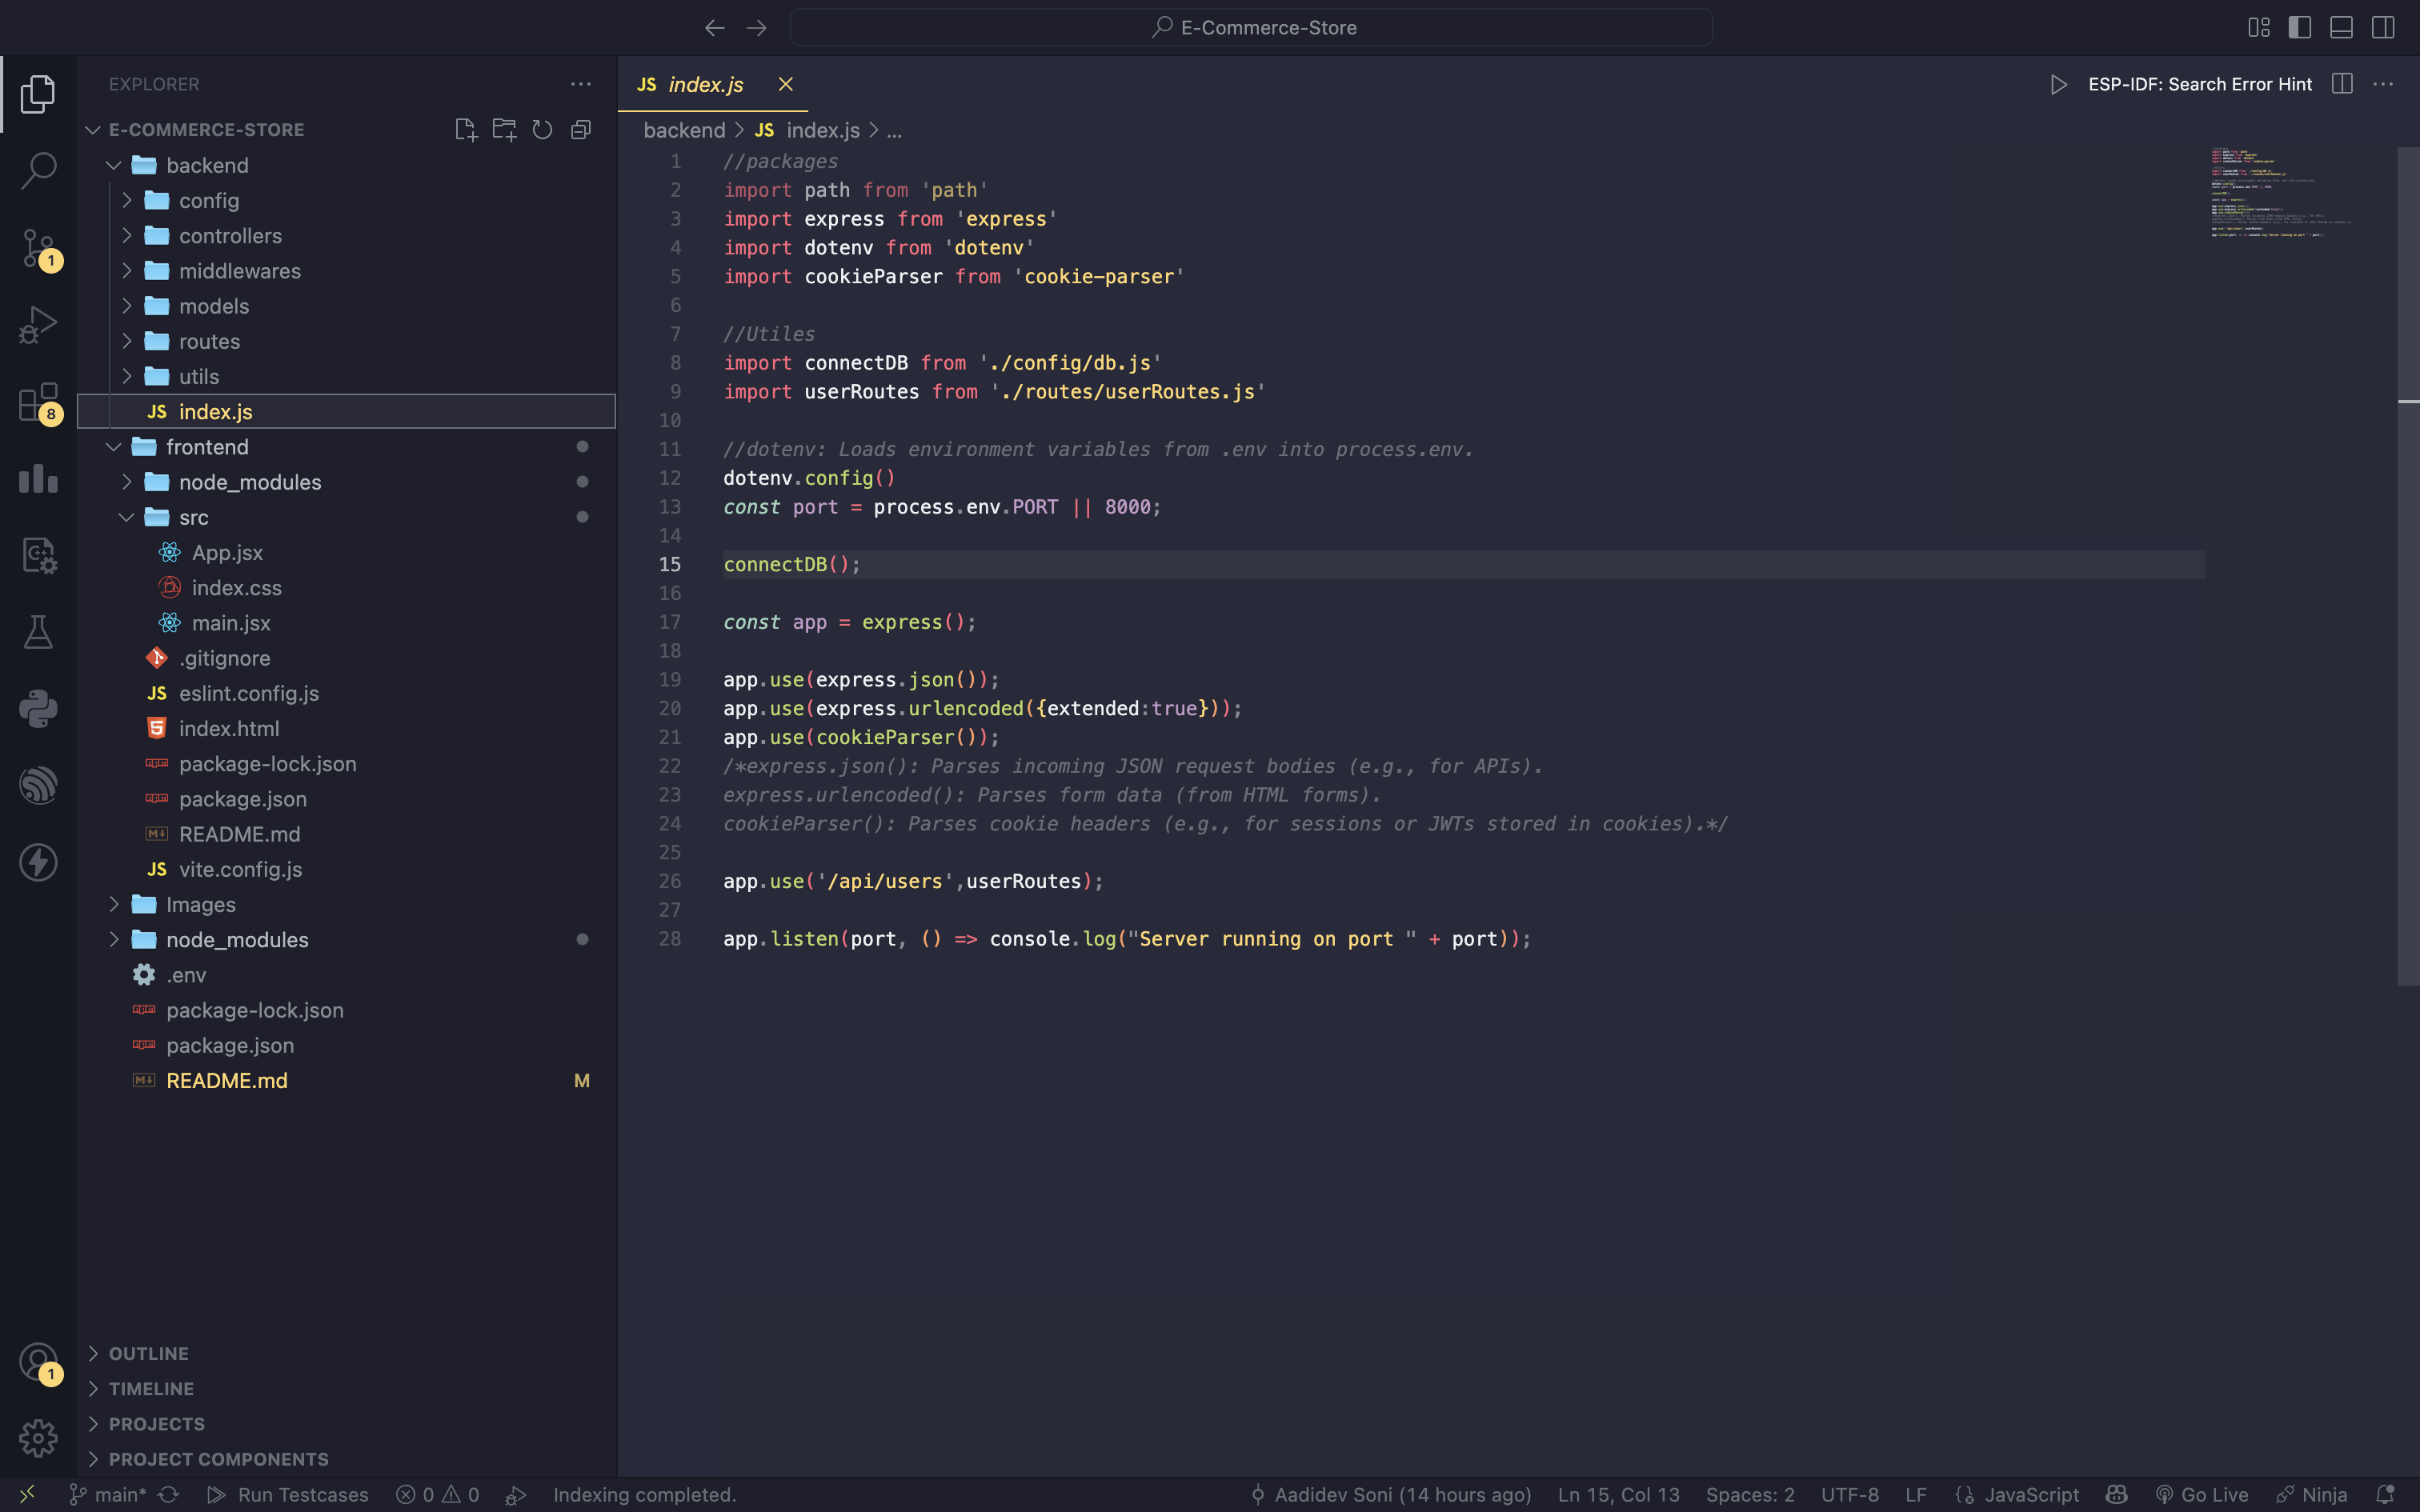 E-Commerce-Store
EXPLORER
E-COMMERCE-STORE
backend
config
controllers
middlewares
models
routes
utils
JS index.js
frontend
node_modules
src
App.jsx
index.css
main.jsx
.gitignore
JS eslint.config.js
5 index.html
package-lock.json
package.json
README.md
JS vite.config.js
Images
node_modules
.env
package-lock.json
package.json
README.md M
OUTLINE
TIMELINE
PROJECTS
PROJECT COMPONENTS
1
8
1
JS index.js
ESP-IDF: Search Error Hint
backend > JS index.js > ...
1 //packages
2 import path from 'path'
3 import express from 'express'
4 import dotenv from 'dotenv'
5 import cookieParser from 'cookie-parser'
6
7 //Utiles
8 import connectDB from './config/db.js'
9 import userRoutes from './routes/userRoutes.js'
10
11 //dotenv: Loads environment variables from .env into process.env.
12 dotenv.config()
13 const port = process.env.PORT || 8000;
14
15 connectDB();
16
17 const app = express();
18
19 app.use(express.json());
20 app.use(express.urlencoded({extended:true}));
21 app.use(cookieParser());
22 /*express.json(): Parses incoming JSON request bodies (e.g., for APIs).
23 express.urlencoded(): Parses form data (from HTML forms).
24 cookieParser(): Parses cookie headers (e.g., for sessions or JWTs stored in cookies).*/
25
26 app.use('/api/users',userRoutes);
27
28 app.listen(port, () => console.log("Server running on port " + port));
main* Run Testcases 0 0 Indexing completed. Aadidev Soni (14 hours ago) Ln 15, Col 13 Spaces: 2 UTF-8 LF JavaScript Go Live Ninja